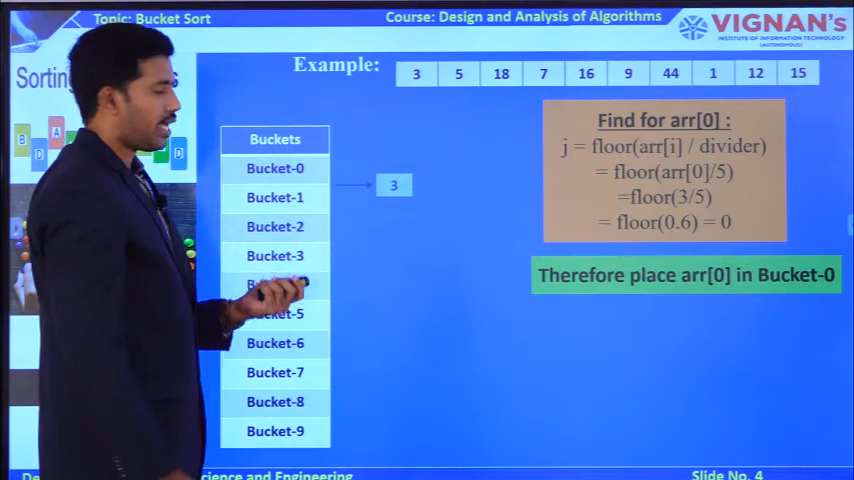 Topic: Bucket Sort
Course: Design and Analysis of Algorithms
VIGNAN's
INSTITUTE OF INFORMATION TECHNOLOGY
(AUTONOMOUS)
Sorting
B
A
D
D
Example:
3 5 18 7 16 9 44 1 12 15
Find for arr[0] :
j = floor(arr[i] / divider)
= floor(arr[0]/5)
=floor(3/5)
= floor(0.6) = 0
Therefore place arr[0] in Bucket-0
Buckets
Bucket-0
3
Bucket-1
Bucket-2
Bucket-3
Bucket-5
Bucket-6
Bucket-7
Bucket-8
Bucket-9
cience and Engineering
Slide No. 4